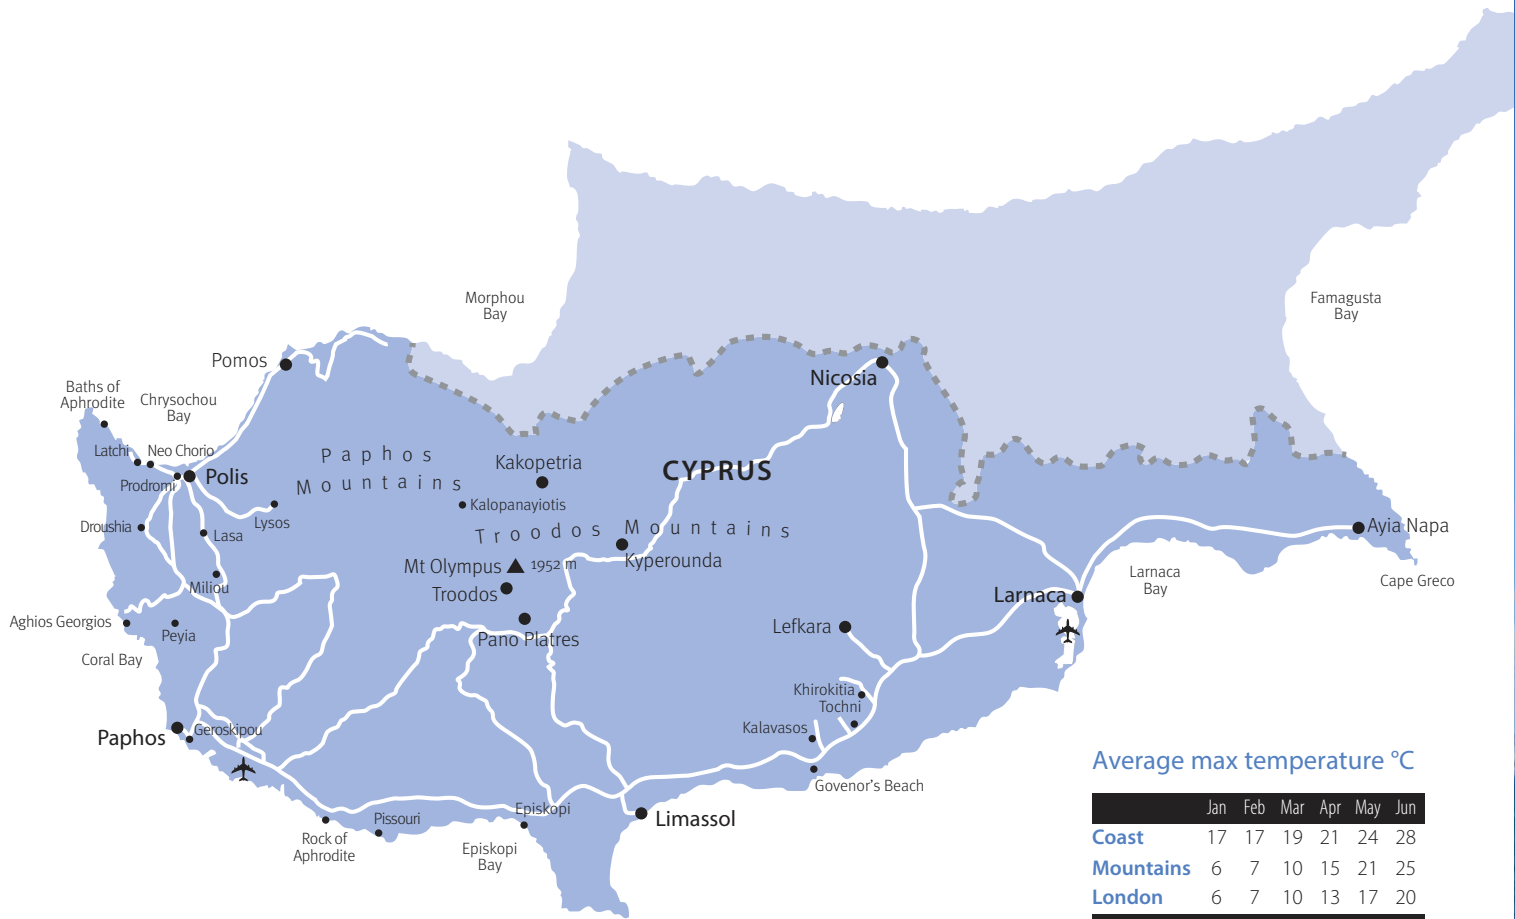 Morphou
Bay
Famagusta
Bay
Pomos
Nicosia
Baths of
Aphrodite
Chrysochou
Bay
Latchi
Neo Chorio
Prodromi
Polis
Paphos
Mountains
Kakopetria
CYPRUS
Kalopanayiotis
Lysos
Droushia
Lasa
Troodos Mountains
Ayia Napa
Mt Olympus
1952 m
Kyperounda
Miliou
Troodos
Larnaca
Bay
Cape Greco
Larnaca
Aghios Georgios
Peyia
Pano Platres
Lefkara
Coral Bay
Khirokitia
Tochni
Kalavasos
Geroskipou
Paphos
Govenor's Beach
Episkopi
Pissouri
Limassol
Rock of
Aphrodite
Episkopi
Bay
Average max temperature °C
Jan Feb Mar Apr May Jun
Coast 17 17 19 21 24 28
Mountains 6 7 10 15 21 25
London 6 7 10 13 17 20